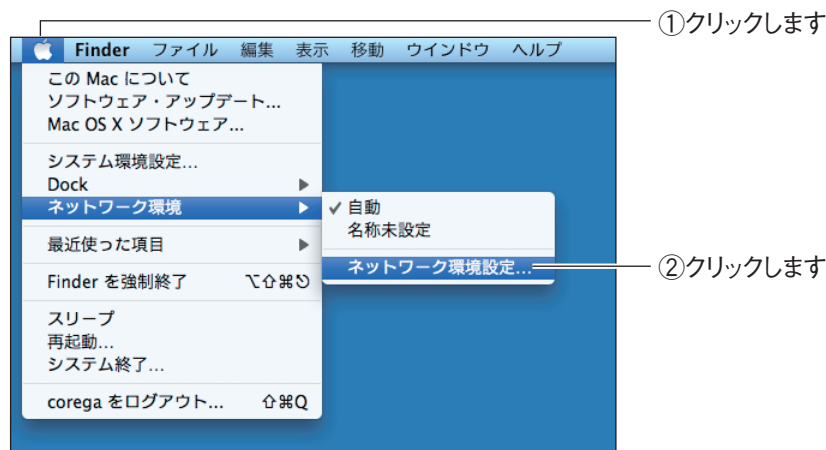 ①クリックします
Finder ファイル 編集 表示 移動 ウインドウ ヘルプ
この Mac について
ソフトウェア・アップデート...
Mac OS X ソフトウェア...
システム環境設定...
Dock ▶
ネットワーク環境 ▶
✓ 自動
名称未設定
ネットワーク環境設定...
②クリックします
最近使った項目 ▶
Finder を強制終了 ⌥⇧⌘⎋
スリープ
再起動...
システム終了...
corega をログアウト... ⇧⌘Q